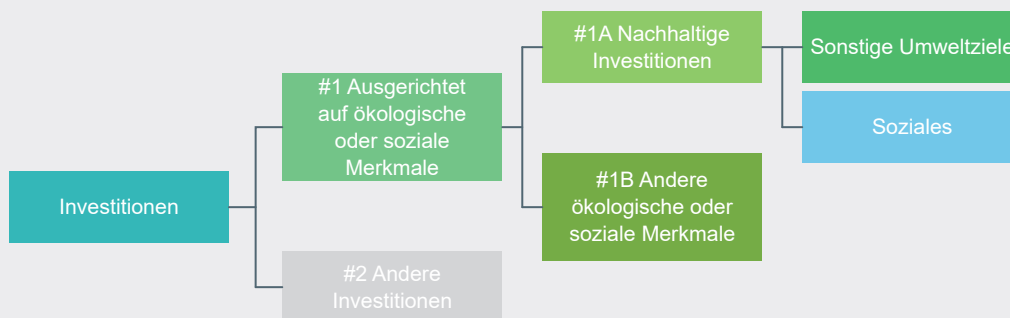 Investitionen
#1 Ausgerichtet
auf ökologische
oder soziale
Merkmale
#2 Andere
Investitionen
#1A Nachhaltige
Investitionen
#1B Andere
ökologische oder
soziale Merkmale
Sonstige Umweltziele
Soziales